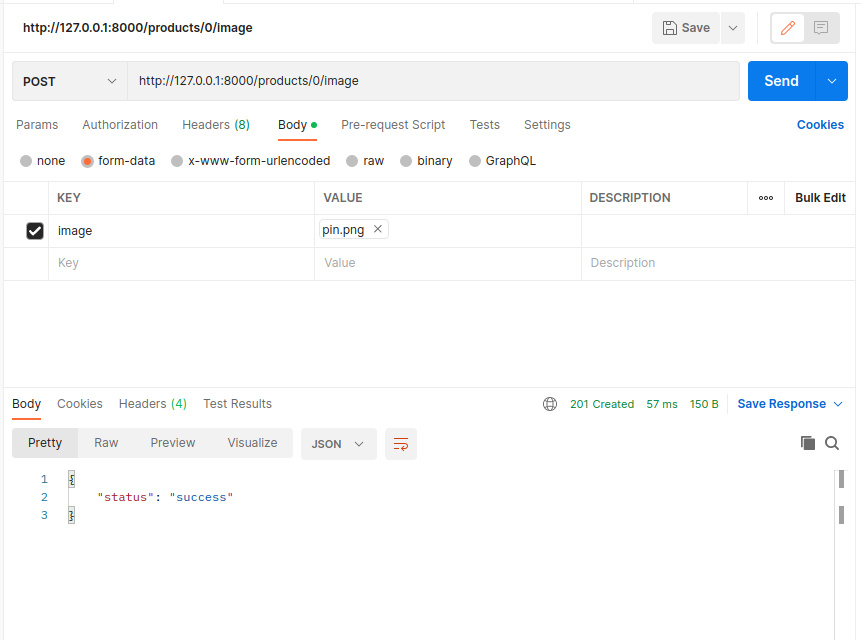 http://127.0.0.1:8000/products/0/image Save
POST http://127.0.0.1:8000/products/0/image Send
Params Authorization Headers (8) Body Pre-request Script Tests Settings Cookies
none form-data x-www-form-urlencoded raw binary GraphQL
KEY VALUE DESCRIPTION Bulk Edit
image pin.png
Key Value Description
Body Cookies Headers (4) Test Results 201 Created 57 ms 150 B Save Response
Pretty Raw Preview Visualize JSON
1 {
2 "status": "success"
3 }